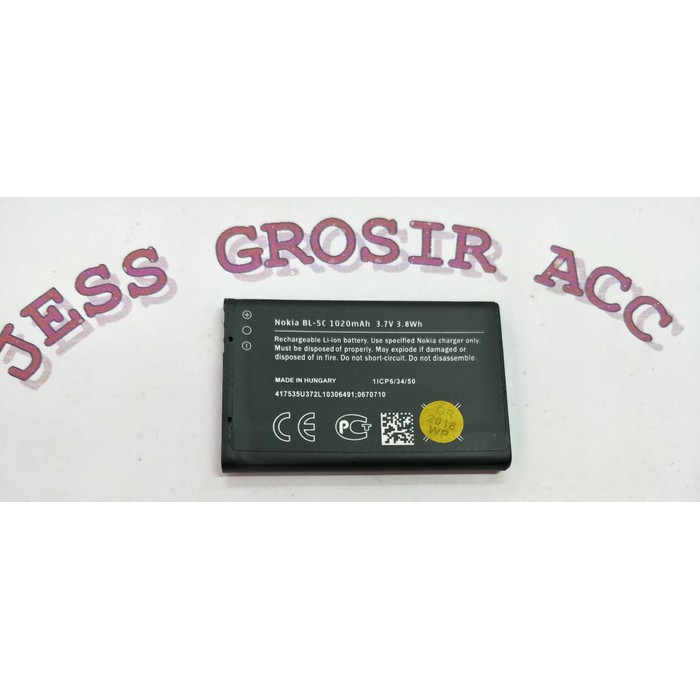 JESS GROSIR ACC
Nokia BL-5C 1020mAh 3.7V 3.8Wh
Rechargeable Li-ion battery. Use specified Nokia charger only.
Must be disposed of properly. May explode if damaged or
disposed of in fire. Do not short-circuit. Do not disassemble.
MADE IN HUNGARY 1ICP6/34/50
417535U372L10306491;0670710
CE
GR
2018
WP